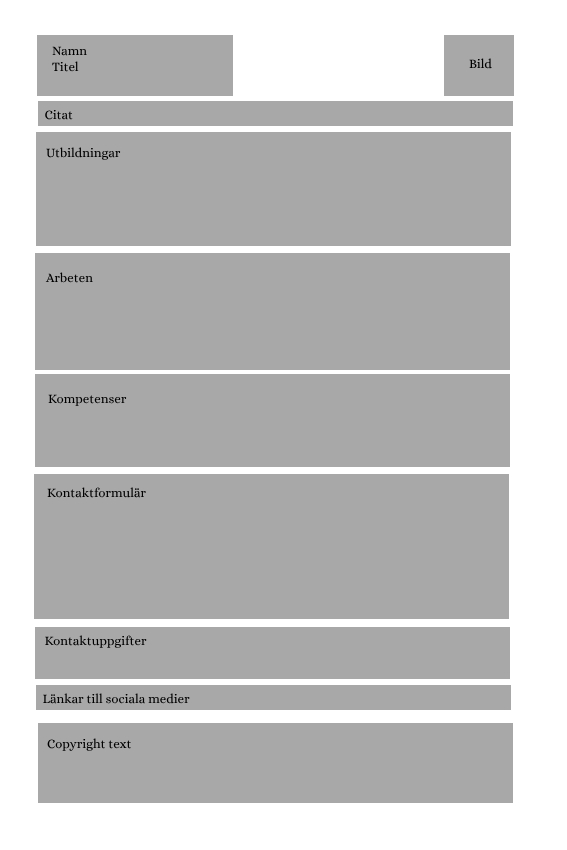 Namn
Titel
Bild
Citat
Utbildningar
Arbeten
Kompetenser
Kontaktformulär
Kontaktuppgifter
Länkar till sociala medier
Copyright text